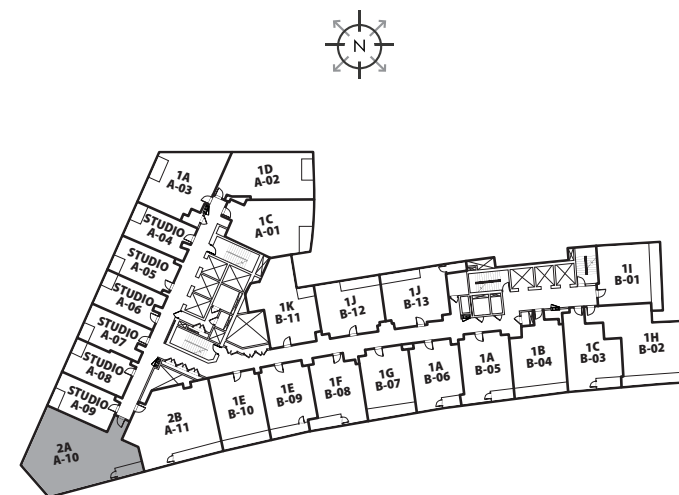 N
1A
A-03
1D
A-02
1C
A-01
STUDIO
A-04
STUDIO
A-05
STUDIO
A-06
STUDIO
A-07
STUDIO
A-08
STUDIO
A-09
2A
A-10
2B
A-11
1K
B-11
1J
B-12
1J
B-13
1I
B-01
1E
B-10
1E
B-09
1F
B-08
1G
B-07
1A
B-06
1A
B-05
1B
B-04
1C
B-03
1H
B-02